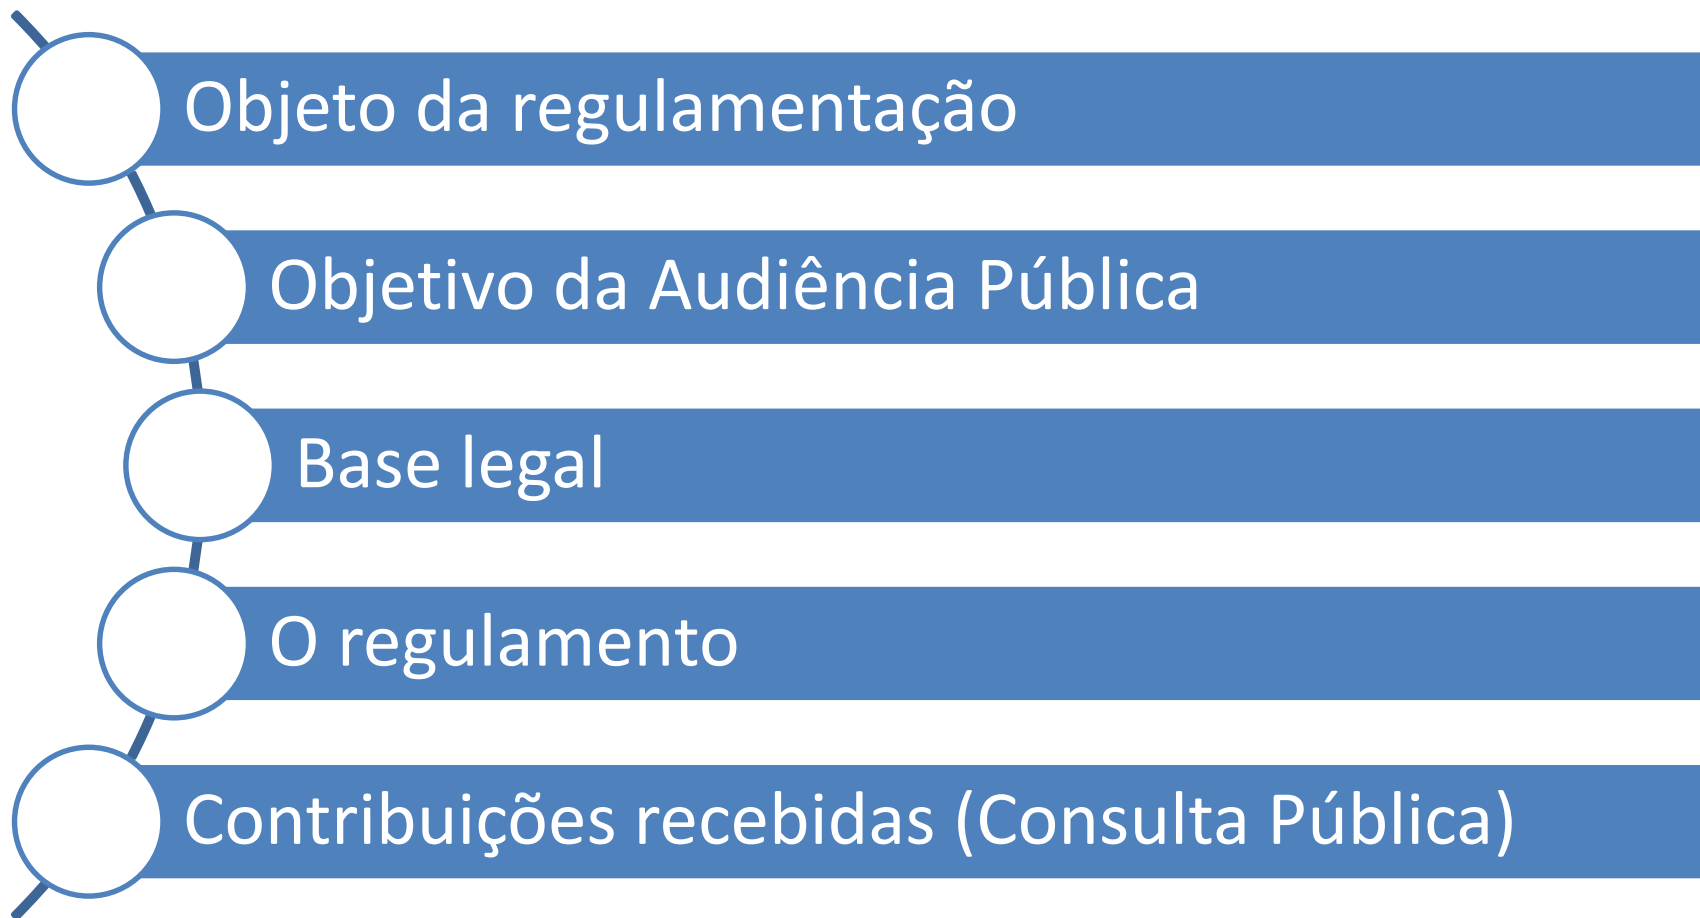 Objeto da regulamentação
Objetivo da Audiência Pública
Base legal
O regulamento
Contribuições recebidas (Consulta Pública)